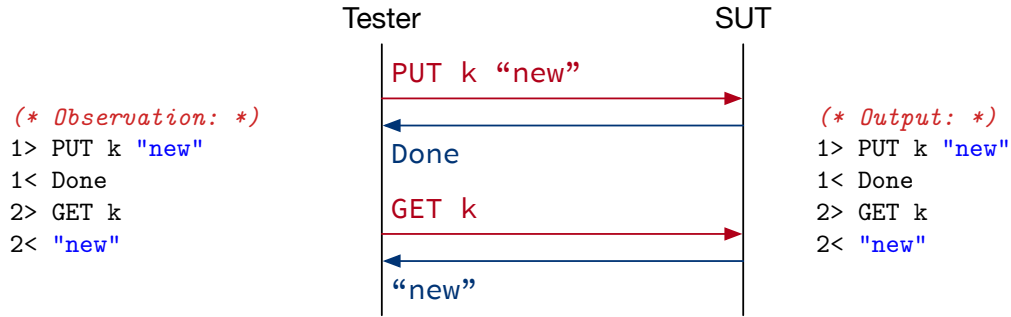 Tester
SUT
(* Observation: *)
1> PUT k "new"
1< Done
2> GET k
2< "new"
PUT k “new”
Done
GET k
“new”
(* Output: *)
1> PUT k "new"
1< Done
2> GET k
2< "new"